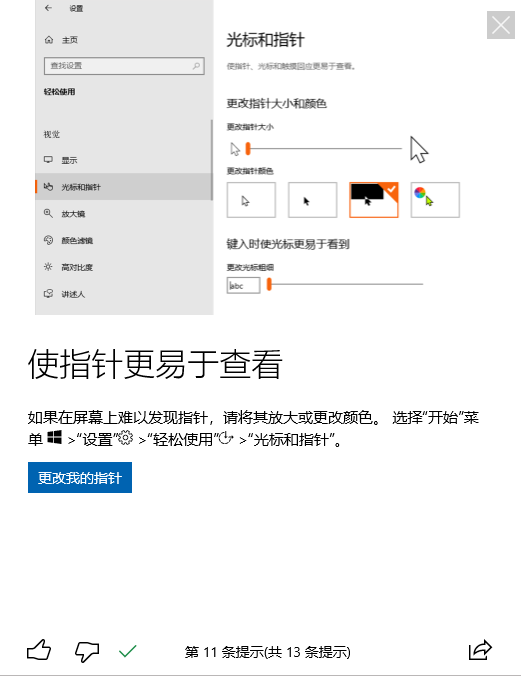 设置
主页
查找设置
轻松使用
视觉
显示
光标和指针
放大镜
颜色滤镜
高对比度
讲述人
光标和指针
使指针、光标和触摸回应更易于查看。
更改指针大小和颜色
更改指针大小
更改指针颜色
键入时使光标更易于看到
更改光标粗细
abc
使指针更易于查看
如果在屏幕上难以发现指针，请将其放大或更改颜色。 选择“开始”菜
单 >“设置” >“轻松使用” >“光标和指针”。
更改我的指针
第 11 条提示(共 13 条提示)